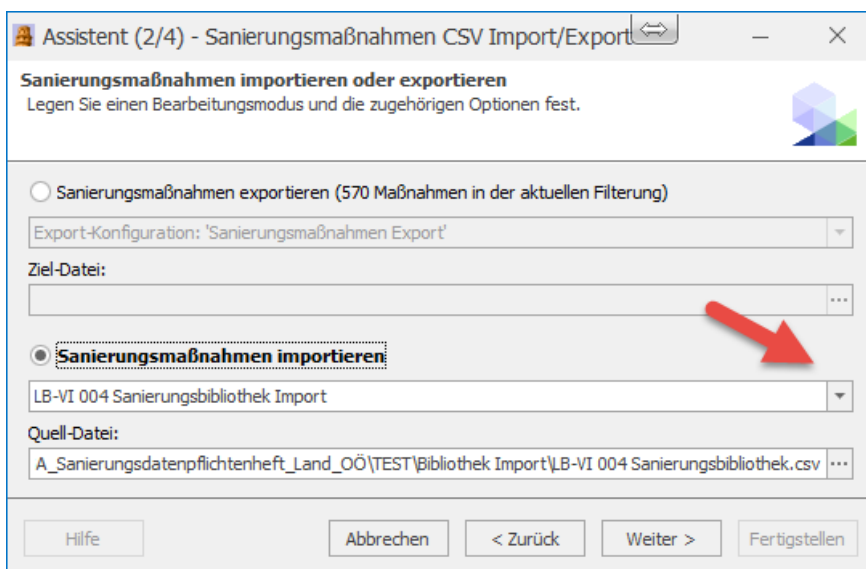 Assistent (2/4) - Sanierungsmaßnahmen CSV Import/Export
Sanierungsmaßnahmen importieren oder exportieren
Legen Sie einen Bearbeitungsmodus und die zugehörigen Optionen fest.
Sanierungsmaßnahmen exportieren (570 Maßnahmen in der aktuellen Filterung)
Export-Konfiguration: 'Sanierungsmaßnahmen Export'
Ziel-Datei:
...
Sanierungsmaßnahmen importieren
LB-VI 004 Sanierungsbibliothek Import
Quell-Datei:
A_Sanierungsdatenpflichtenheft_Land_OÖ\TEST\Bibliothek Import\LB-VI 004 Sanierungsbibliothek.csv ...
Hilfe Abbrechen < Zurück Weiter > Fertigstellen